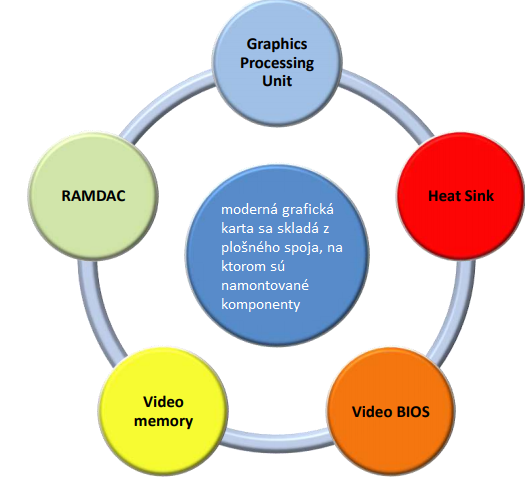 Graphics
Processing
Unit
RAMDAC
Heat Sink
moderná grafická
karta sa skladá z
plošného spoja, na
ktorom sú
namontované
komponenty
Video
memory
Video BIOS